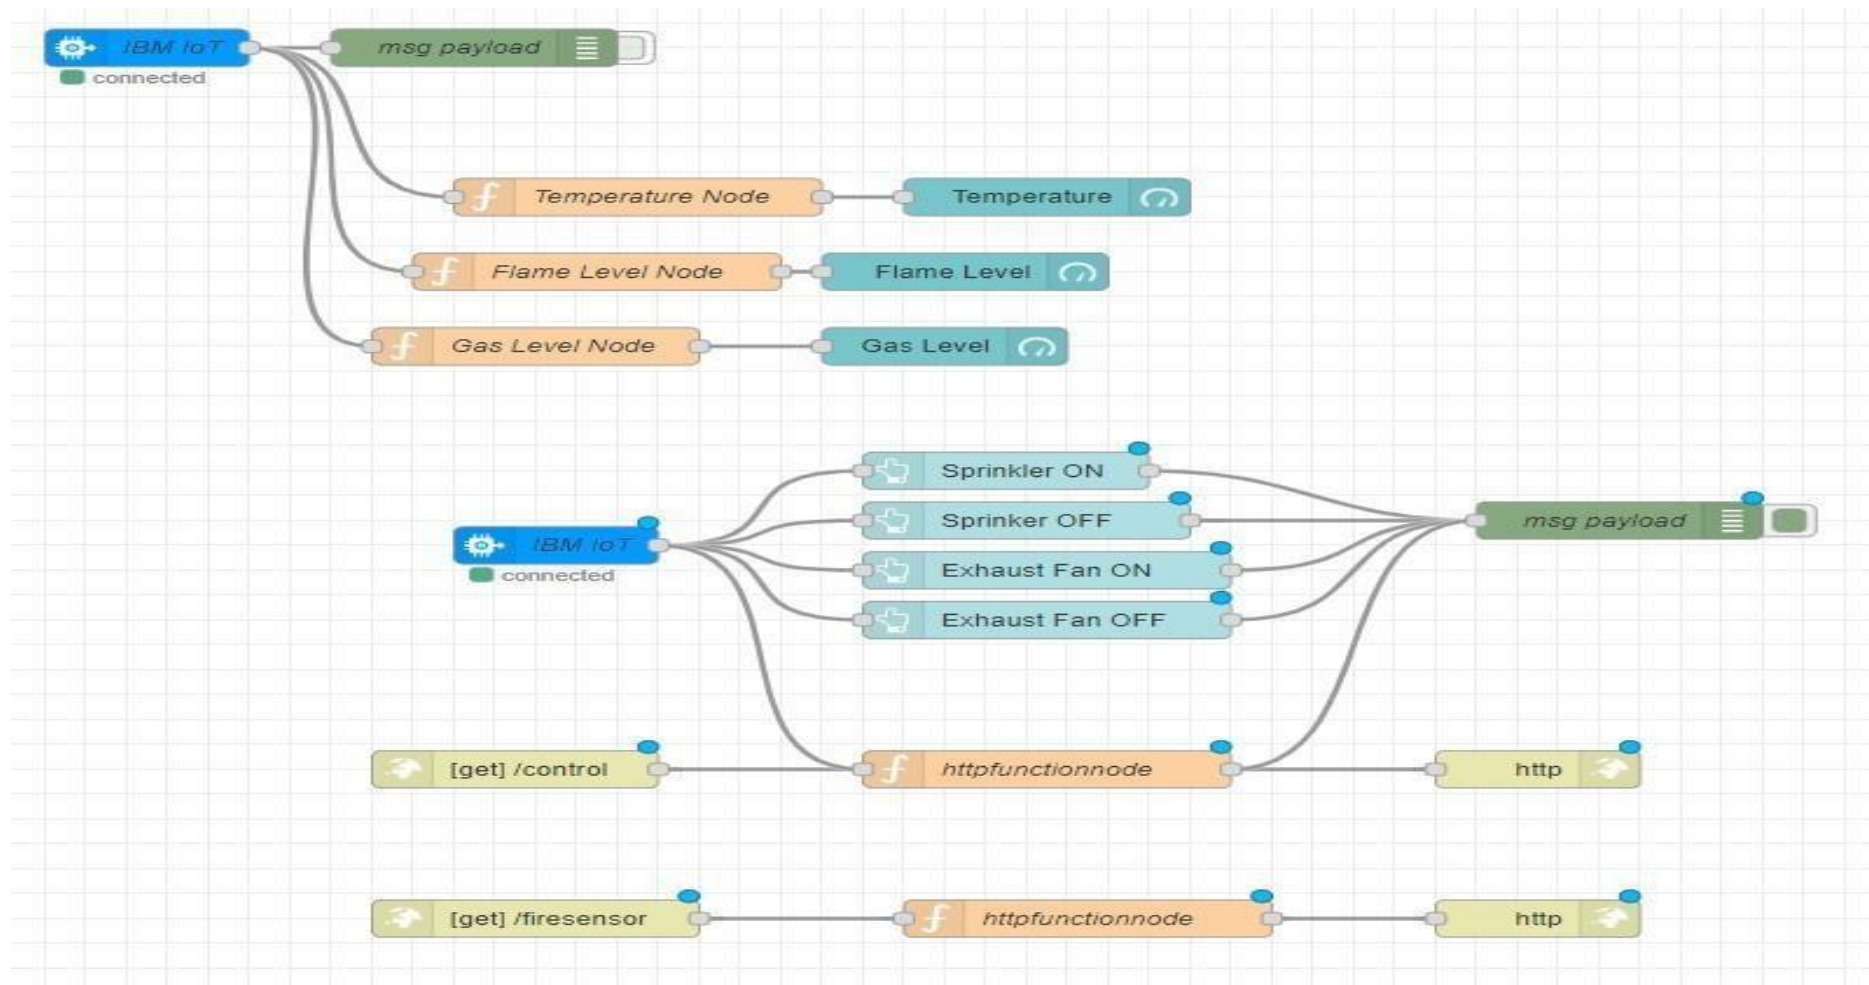 IBM IoT
msg payload
connected
Temperature Node
Temperature
Flame Level Node
Flame Level
Gas Level Node
Gas Level
Sprinkler ON
Sprinker OFF
msg payload
IBM IoT
connected
Exhaust Fan ON
Exhaust Fan OFF
[get] /control
httpfunctionnode
http
[get] /firesensor
httpfunctionnode
http